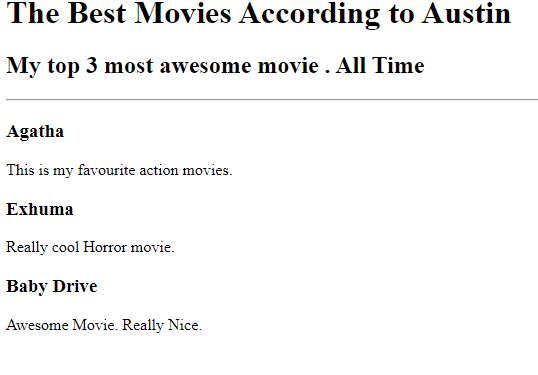 The Best Movies According to Austin
My top 3 most awesome movie . All Time
Agatha
This is my favourite action movies.
Exhuma
Really cool Horror movie.
Baby Drive
Awesome Movie. Really Nice.